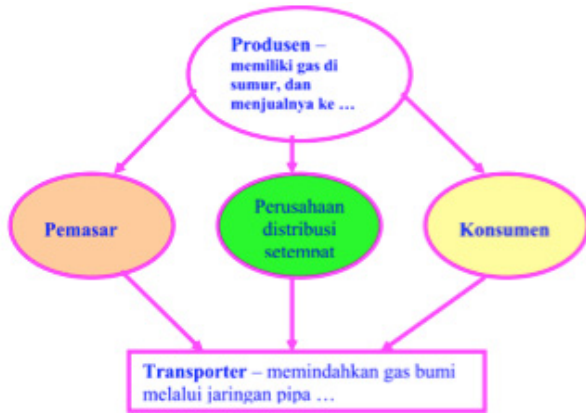 Produsen –
memiliki gas di
sumur, dan
menjualnya ke …
Pemasar
Perusahaan
distribusi
setemnat
Konsumen
Transporter – memindahkan gas bumi
melalui jaringan pipa …